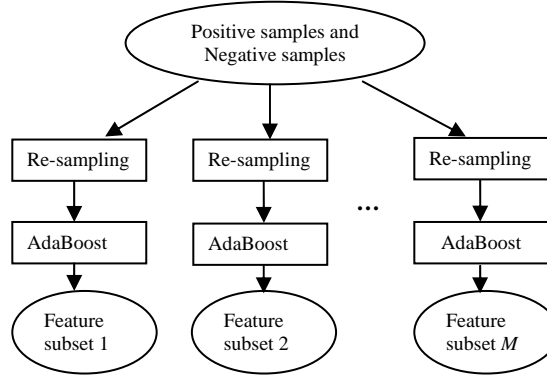 Positive samples and
Negative samples
Re-sampling
Re-sampling
Re-sampling
...
AdaBoost
AdaBoost
AdaBoost
Feature
subset 1
Feature
subset 2
Feature
subset M